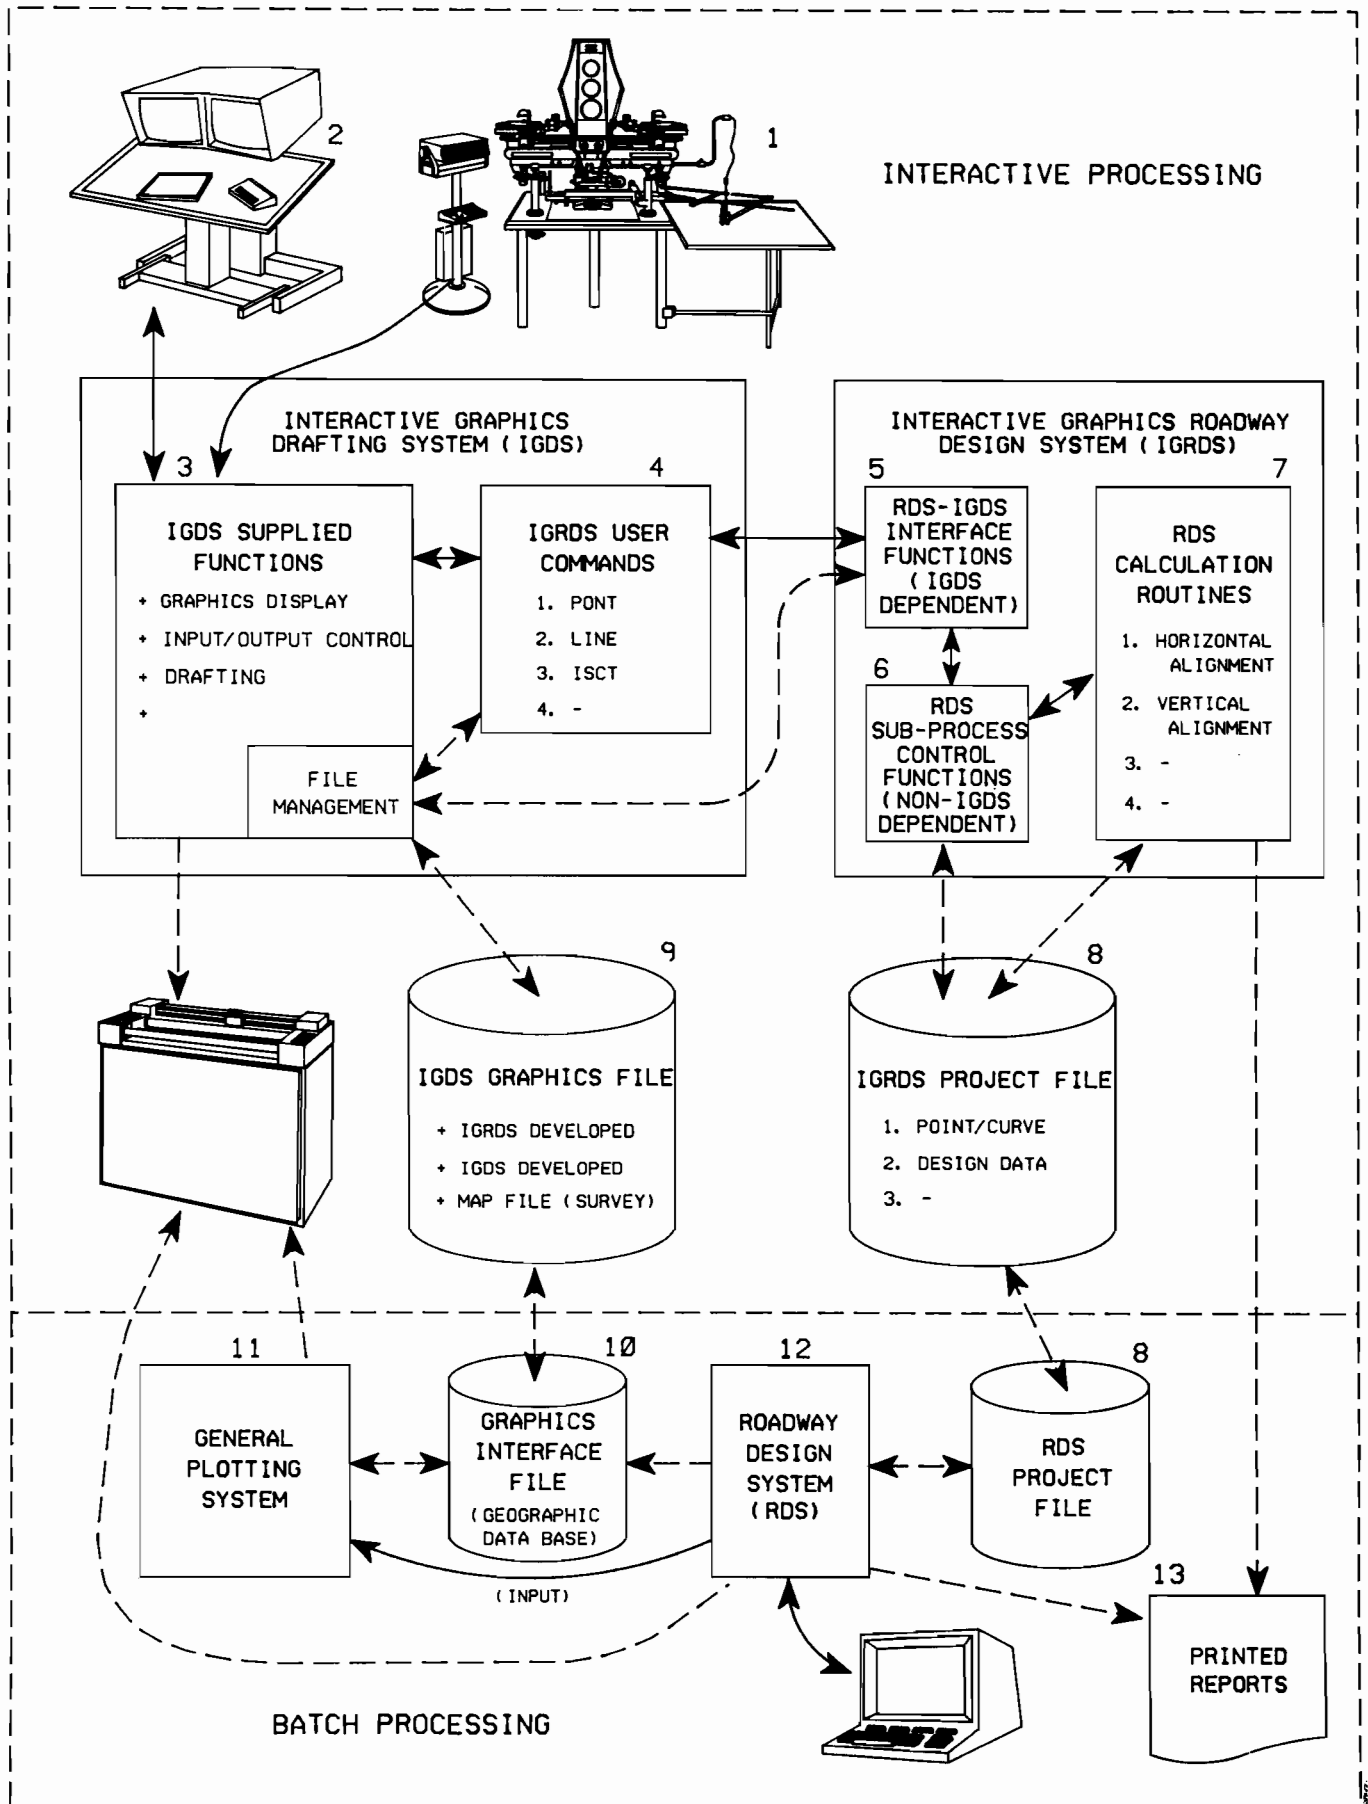 2
1
INTERACTIVE PROCESSING
INTERACTIVE GRAPHICS
DRAFTING SYSTEM (IGDS)
3
4
IGDS SUPPLIED
FUNCTIONS
+ GRAPHICS DISPLAY
+ INPUT/OUTPUT CONTROL
+ DRAFTING
+
FILE
MANAGEMENT
IGRDS USER
COMMANDS
1. PONT
2. LINE
3. ISCT
4. -
INTERACTIVE GRAPHICS ROADWAY
DESIGN SYSTEM (IGRDS)
5
7
RDS-IGDS
INTERFACE
FUNCTIONS
(IGDS
DEPENDENT)
6
RDS
SUB-PROCESS
CONTROL
FUNCTIONS
(NON-IGDS
DEPENDENT)
RDS
CALCULATION
ROUTINES
1. HORIZONTAL
ALIGNMENT
2. VERTICAL
ALIGNMENT
3. -
4. -
9
IGDS GRAPHICS FILE
+ IGRDS DEVELOPED
+ IGDS DEVELOPED
+ MAP FILE (SURVEY)
8
IGRDS PROJECT FILE
1. POINT/CURVE
2. DESIGN DATA
3. -
11
GENERAL
PLOTTING
SYSTEM
10
GRAPHICS
INTERFACE
FILE
(GEOGRAPHIC
DATA BASE)
(INPUT)
12
ROADWAY
DESIGN
SYSTEM
(RDS)
8
RDS
PROJECT
FILE
13
PRINTED
REPORTS
BATCH PROCESSING